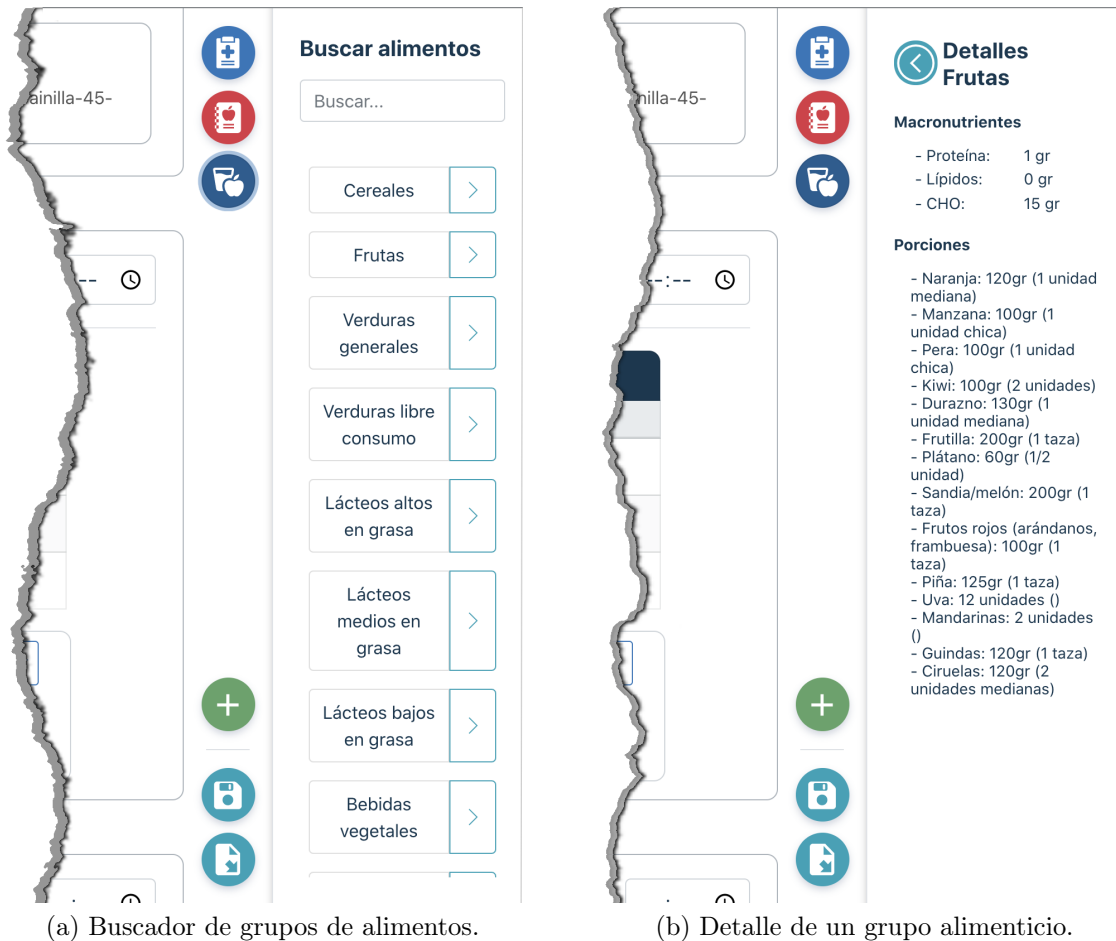 ainilla-45-
--
Buscar alimentos
Buscar...
Cereales
Frutas
Verduras
generales
Verduras libre
consumo
Lácteos altos
en grasa
Lácteos
medios en
grasa
Lácteos bajos
en grasa
Bebidas
vegetales
(a) Buscador de grupos de alimentos.
nilla-45-
--:--
Detalles
Frutas
Macronutrientes
- Proteína: 1 gr
- Lípidos: 0 gr
- CHO: 15 gr
Porciones
- Naranja: 120gr (1 unidad
mediana)
- Manzana: 100gr (1
unidad chica)
- Pera: 100gr (1 unidad
chica)
- Kiwi: 100gr (2 unidades)
- Durazno: 130gr (1
unidad mediana)
- Frutilla: 200gr (1 taza)
- Plátano: 60gr (1/2
unidad)
- Sandia/melón: 200gr (1
taza)
- Frutos rojos (arándanos,
frambuesa): 100gr (1
taza)
- Piña: 125gr (1 taza)
- Uva: 12 unidades ()
- Mandarinas: 2 unidades
()
- Guindas: 120gr (1 taza)
- Ciruelas: 120gr (2
unidades medianas)
(b) Detalle de un grupo alimenticio.